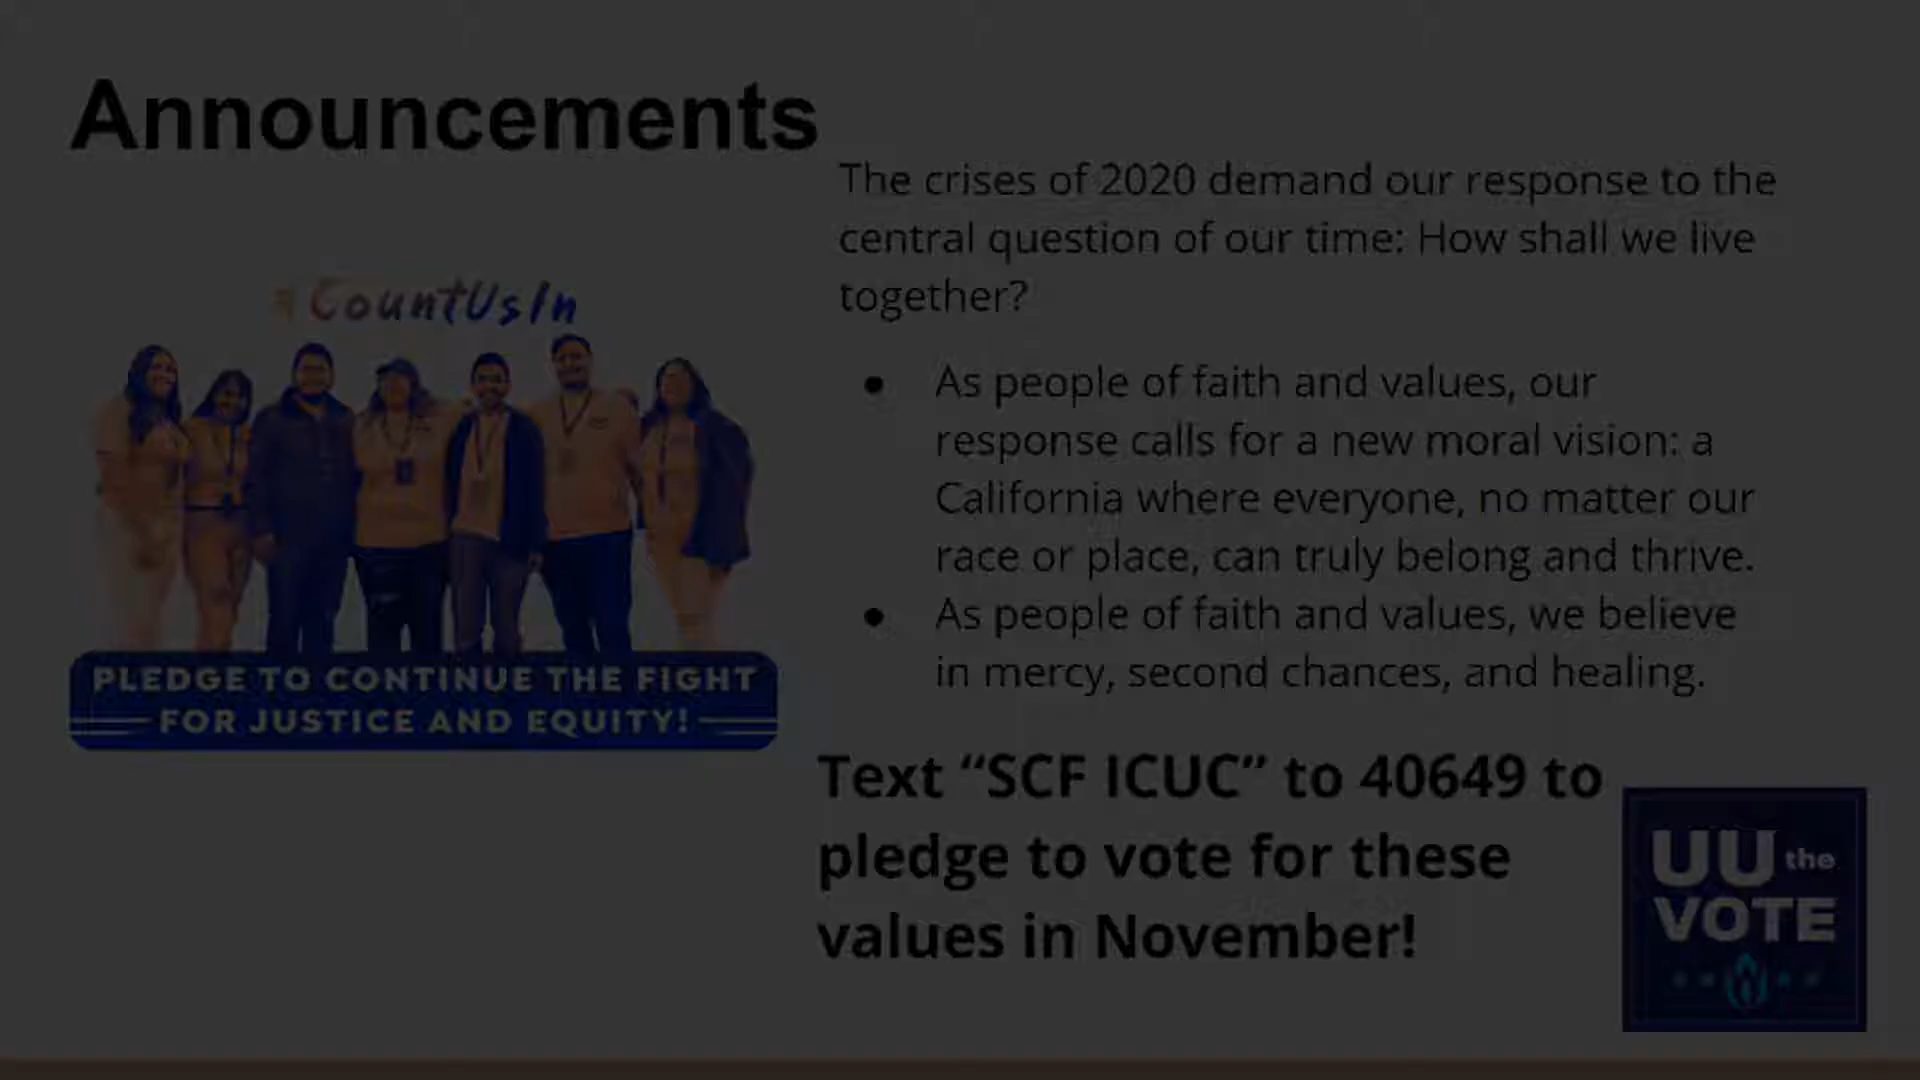 Announcements
The crises of 2020 demand our response to the
central question of our time: How shall we live
together?
#CountUsIn
● As people of faith and values, our
response calls for a new moral vision: a
California where everyone, no matter our
race or place, can truly belong and thrive.
● As people of faith and values, we believe
in mercy, second chances, and healing.
PLEDGE TO CONTINUE THE FIGHT
FOR JUSTICE AND EQUITY!
Text “SCF ICUC” to 40649 to
pledge to vote for these
values in November!
UU the
VOTE